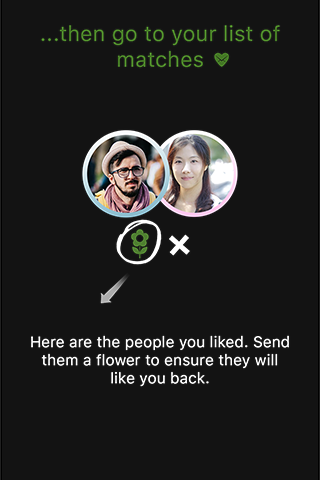 ...then go to your list of
matches
Here are the people you liked. Send
them a flower to ensure they will
like you back.